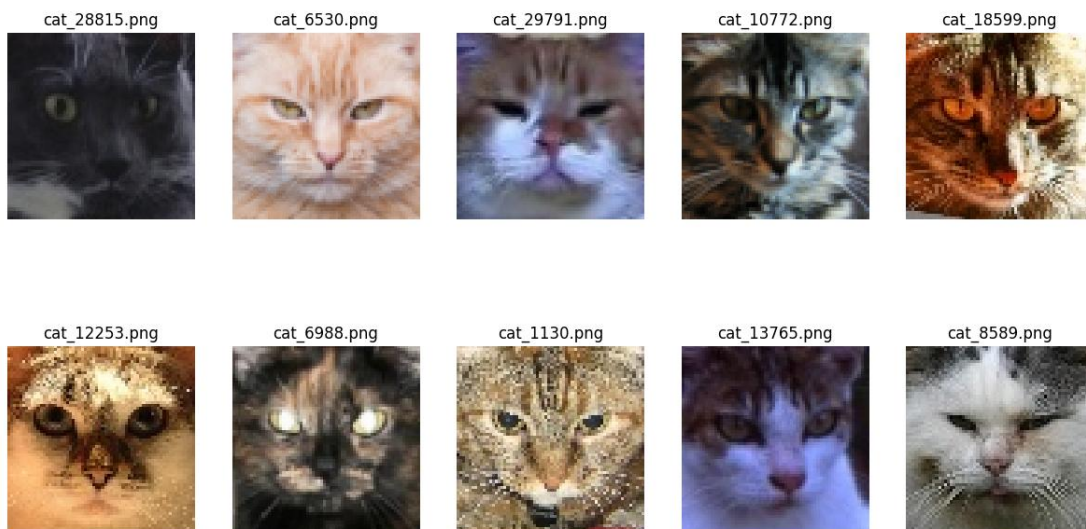 cat_28815.png
cat_6530.png
cat_29791.png
cat_10772.png
cat_18599.png
cat_12253.png
cat_6988.png
cat_1130.png
cat_13765.png
cat_8589.png